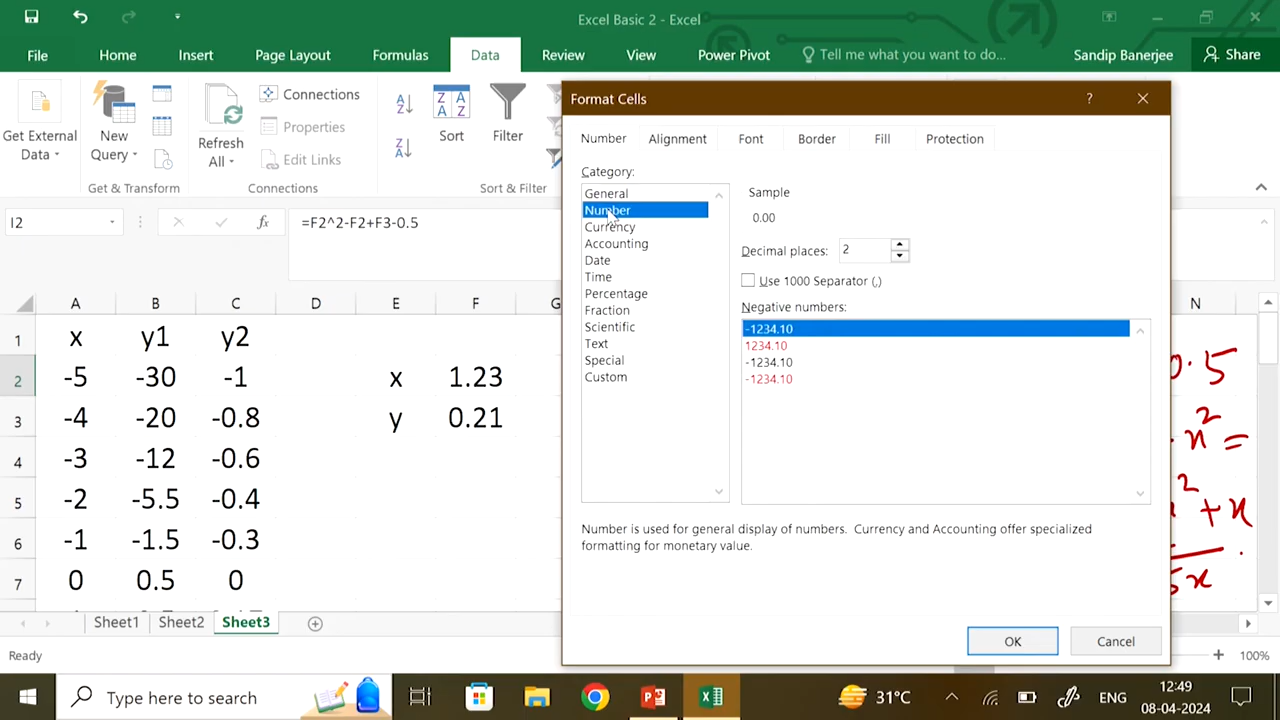 Excel Basic 2 - Excel
File Home Insert Page Layout Formulas Data Review View Power Pivot Tell me what you want to do... Sandip Banerjee Share
Get External Data
New Query
Refresh All
Connections
Properties
Edit Links
Sort
Filter
Get & Transform
Connections
Sort & Filter
I2
fx
=F2^2-F2+F3-0.5
A B C D E F G N
1 x y1 y2
2 -5 -30 -1 x 1.23
3 -4 -20 -0.8 y 0.21
4 -3 -12 -0.6
5 -2 -5.5 -0.4
6 -1 -1.5 -0.3
7 0 0.5 0
Sheet1 Sheet2 Sheet3
Ready
100%
Format Cells
?
Number Alignment Font Border Fill Protection
Category:
General
Number
Currency
Accounting
Date
Time
Percentage
Fraction
Scientific
Text
Special
Custom
Sample
0.00
Decimal places: 2
Use 1000 Separator (,)
Negative numbers:
-1234.10
1234.10
-1234.10
-1234.10
Number is used for general display of numbers. Currency and Accounting offer specialized
formatting for monetary value.
OK Cancel
x² =
² + x
5x
Type here to search
31°C
ENG
12:49
08-04-2024